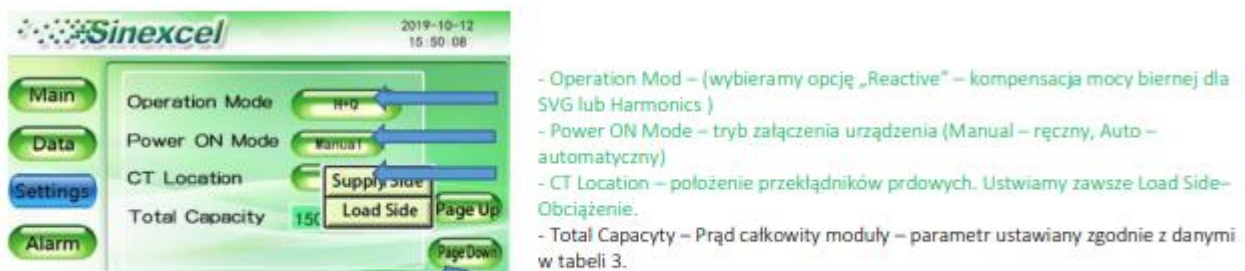 Sinexcel
2019-10-12
15:50:08
Main
Data
Settings
Alarm
Operation Mode H+Q
Power ON Mode Manual
CT Location
Supply Side
Load Side
Total Capacity 150
Page Up
Page Down
- Operation Mod – (wybieramy opcję „Reactive” – kompensacja mocy biernej dla
SVG lub Harmonics )
- Power ON Mode – tryb załączenia urządzenia (Manual – ręczny, Auto –
automatyczny)
- CT Location – położenie przekłądników prdowych. Ustwiamy zawsze Load Side–
Obciążenie.
- Total Capacyty – Prąd całkowity moduły – parametr ustawiany zgodnie z danymi
w tabeli 3.